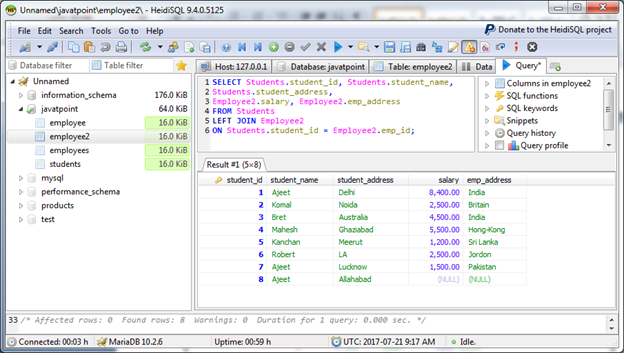 Unnamed\javatpoint\employee2\ - HeidiSQL 9.4.0.5125
File Edit Search Tools Help
Donate to the HeidiSQL project
Database filter
Table filter
Host: 127.0.0.1
Database: javatpoint
Table: employee2
Data
Query*
Unnamed
information_schema 176.0 KiB
javatpoint 64.0 KiB
employee 16.0 KiB
employee2 16.0 KiB
employees 16.0 KiB
students 16.0 KiB
mysql
performance_schema
products
test
1 SELECT Students.student_id, Students.student_name,
2 Students.student_address,
3 Employee2.salary, Employee2.emp_address
4 FROM Students
5 LEFT JOIN Employee2
6 ON Students.student_id = Employee2.emp_id;
Columns in employee2
SQL functions
SQL keywords
Snippets
Query history
Query profile
Result #1 (5×8)
student_id student_name student_address salary emp_address
1 Ajeet Delhi 8,400.00 India
2 Komal Noida 2,500.00 Britain
3 Bret Australia 4,500.00 India
4 Mahesh Ghaziabad 5,500.00 Hong-Kong
5 Kanchan Meerut 1,200.00 Sri Lanka
6 Robert LA 2,500.00 Jordon
7 Ajeet Lucknow 1,500.00 Pakistan
8 Ajeet Allahabad (NULL) (NULL)
33 /* Affected rows: 0 Found rows: 8 Warnings: 0 Duration for 1 query: 0.000 sec. */
Connected: 00:03 h
MariaDB 10.2.6
Uptime: 00:59 h
UTC: 2017-07-21 9:17 AM
Idle.